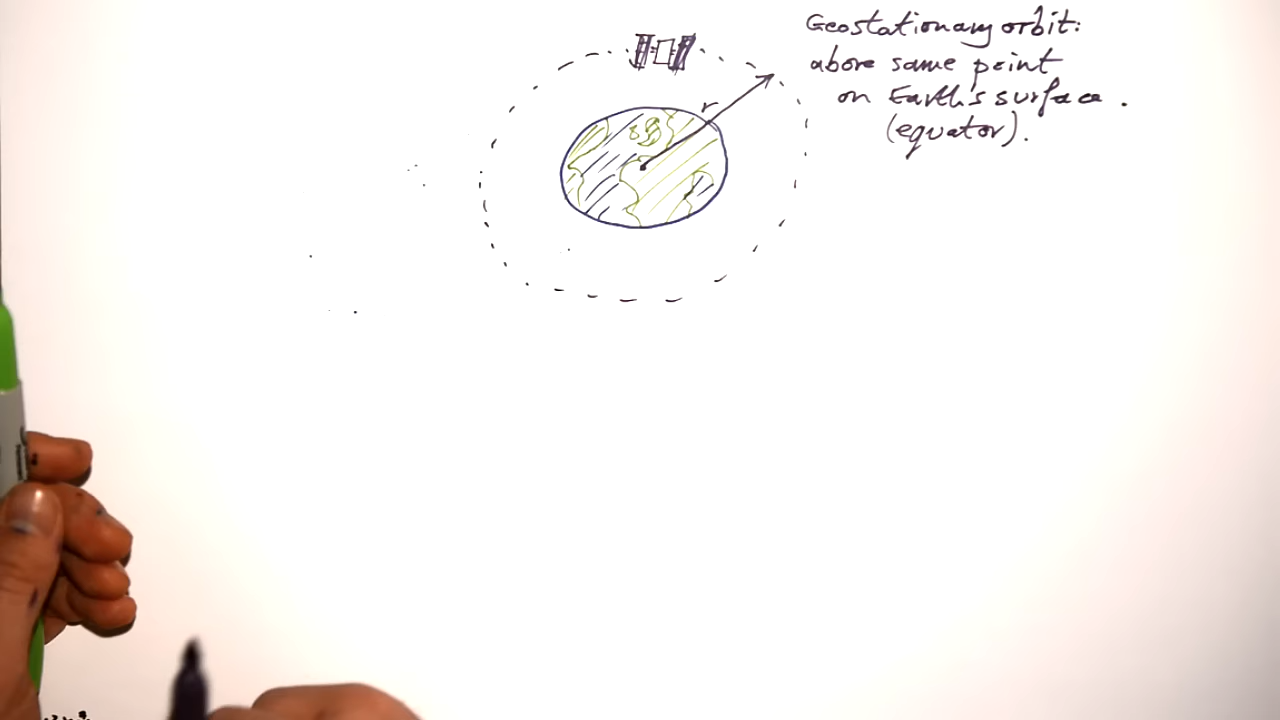 Geostationary orbit:
above same point
on Earth's surface.
(equator).
r